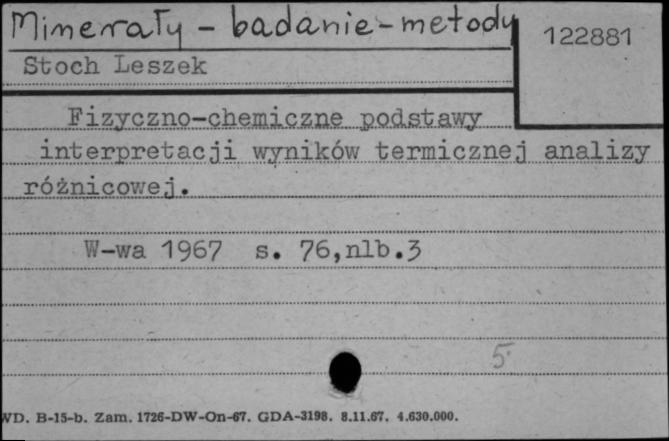 Minerały - badanie - metody
122881
Stoch Leszek
Fizyczno-chemiczne podstawy
interpretacji wyników termicznej analizy
różnicowej.
W-wa 1967 s. 76,nlb.3
5
WD. B-15-b. Zam. 1726-DW-On-67. GDA-3198. 8.11.67. 4.630.000.